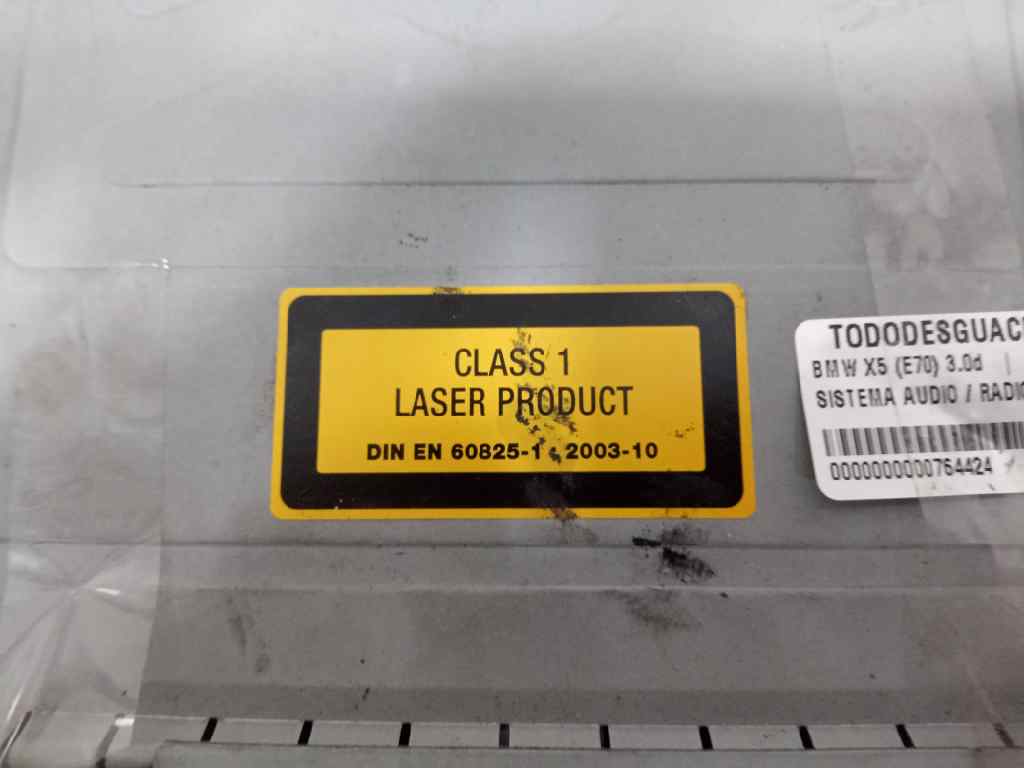 CLASS 1
LASER PRODUCT
DIN EN 60825-1 : 2003-10
TODODESGUAC
BMW X5 (E70) 3.0d |
SISTEMA AUDIO / RADIO
0000000000764424